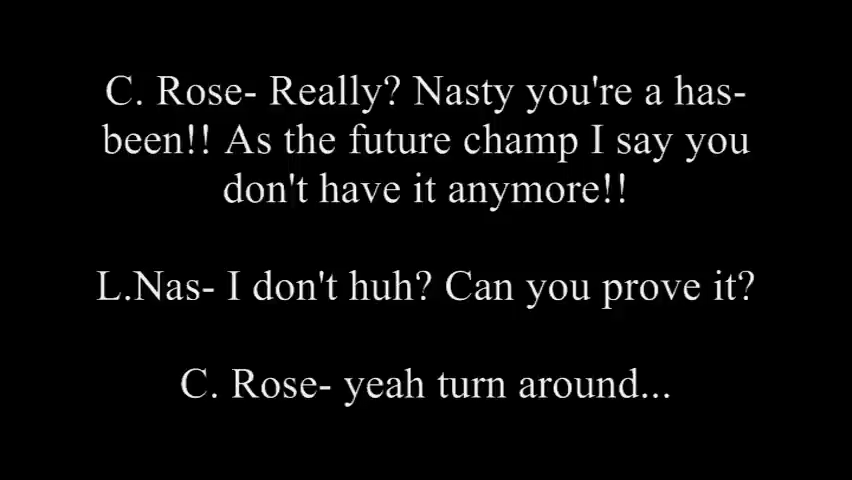 C. Rose- Really? Nasty you're a has-
been!! As the future champ I say you
don't have it anymore!!
L.Nas- I don't huh? Can you prove it?
C. Rose- yeah turn around...